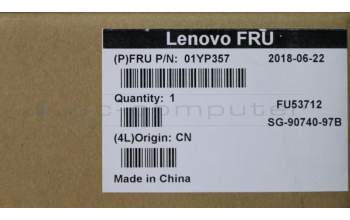 Lenovo FRU
(P)FRU P/N: 01YP357 2018-06-22
Quantity: 1
FU53712
SG-90740-97B
(4L)Origin: CN
Made in China